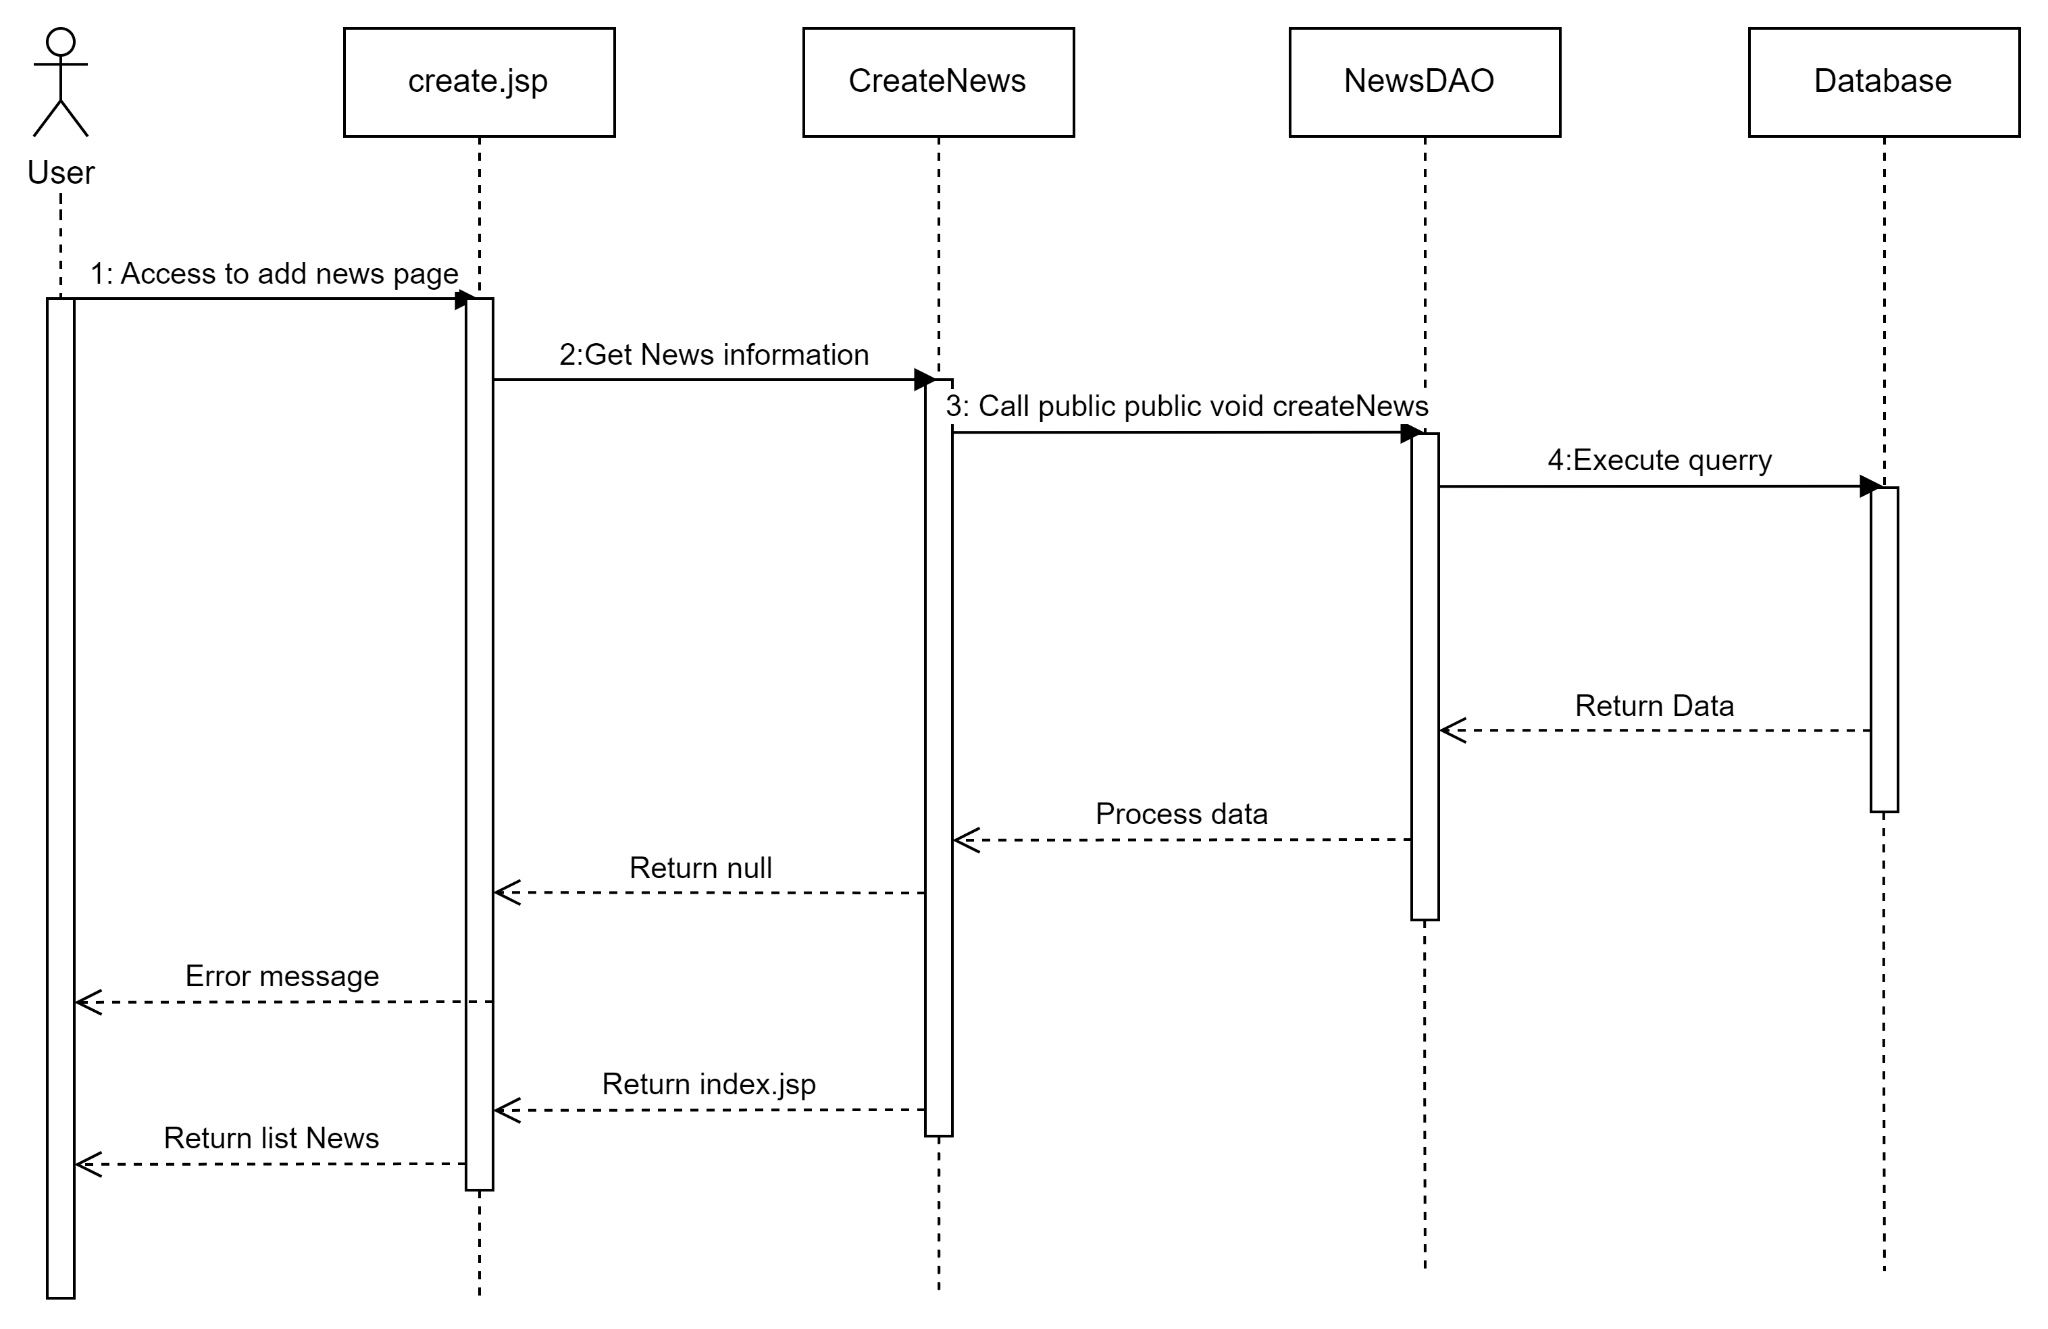 create.jsp
CreateNews
NewsDAO
Database
User
1: Access to add news page
2:Get News information
3: Call public public void createNews
4:Execute querry
Return Data
Process data
Return null
Error message
Return index.jsp
Return list News